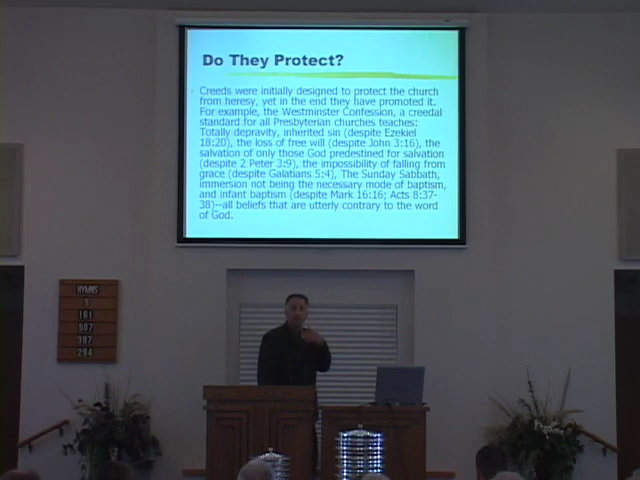 Do They Protect?
Creeds were initially designed to protect the church
from heresy, yet in the end they have promoted it.
For example, the Westminster Confession, a creedal
standard for all Presbyterian churches teaches:
Totally depravity, inherited sin (despite Ezekiel
18:20), the loss of free will (despite John 3:16), the
salvation of only those God predestined for salvation
(despite 2 Peter 3:9), the impossibility of falling from
grace (despite Galatians 5:4), The Sunday Sabbath,
immersion not being the necessary mode of baptism,
and infant baptism (despite Mark 16:16; Acts 8:37-
38)--all beliefs that are utterly contrary to the word
of God.
HYMNS
5
161
587
397
294